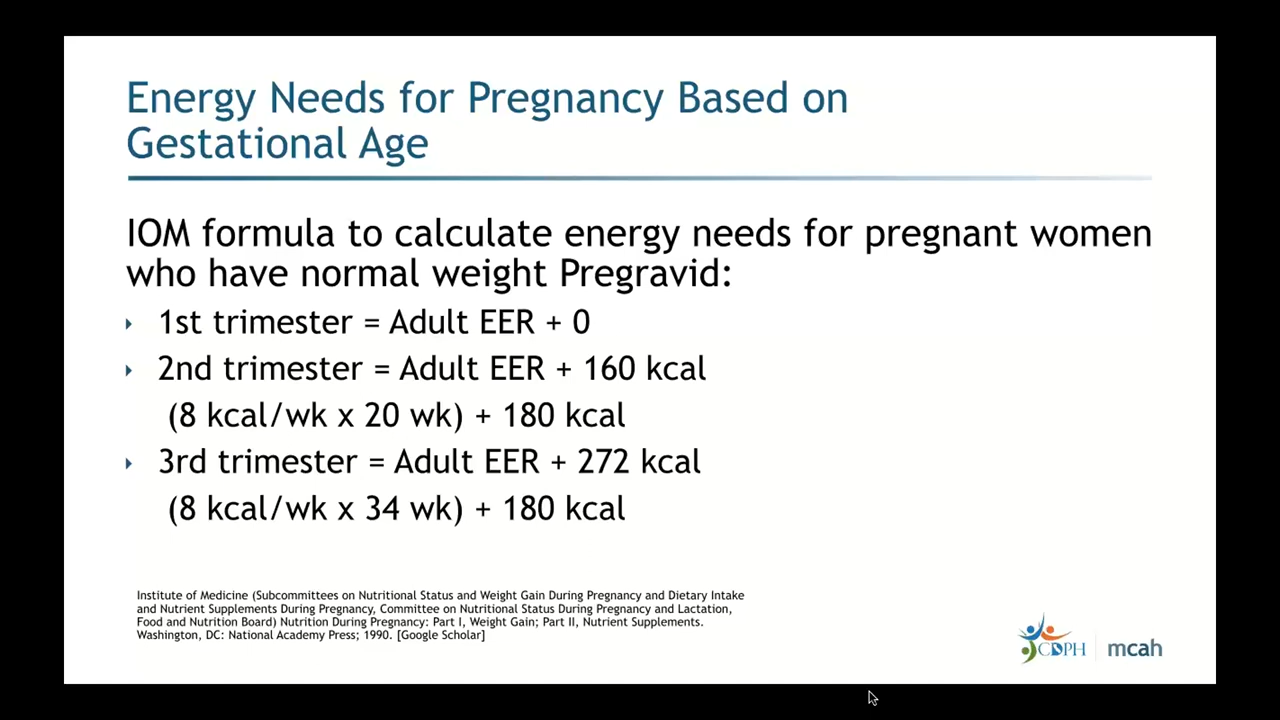 Energy Needs for Pregnancy Based on
Gestational Age
IOM formula to calculate energy needs for pregnant women
who have normal weight Pregravid:
‣ 1st trimester = Adult EER + 0
‣ 2nd trimester = Adult EER + 160 kcal
(8 kcal/wk x 20 wk) + 180 kcal
‣ 3rd trimester = Adult EER + 272 kcal
(8 kcal/wk x 34 wk) + 180 kcal
Institute of Medicine (Subcommittees on Nutritional Status and Weight Gain During Pregnancy and Dietary Intake
and Nutrient Supplements During Pregnancy, Committee on Nutritional Status During Pregnancy and Lactation,
Food and Nutrition Board) Nutrition During Pregnancy: Part I, Weight Gain; Part II, Nutrient Supplements.
Washington, DC: National Academy Press; 1990. [Google Scholar]
CDPH mcah